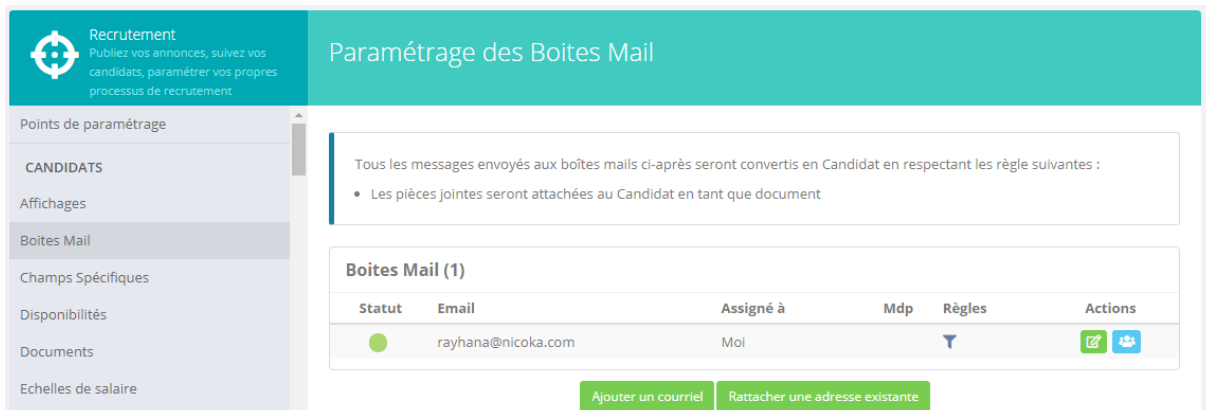 Recrutement
Publiez vos annonces, suivez vos
candidats, paramétrer vos propres
processus de recrutement
Paramétrage des Boites Mail
Points de paramétrage
CANDIDATS
Affichages
Boites Mail
Champs Spécifiques
Disponibilités
Documents
Echelles de salaire
Tous les messages envoyés aux boîtes mails ci-après seront convertis en Candidat en respectant les règle suivantes :
• Les pièces jointes seront attachées au Candidat en tant que document
Boites Mail (1)
Statut Email Assigné à Mdp Règles Actions
rayhana@nicoka.com Moi
Ajouter un courriel Rattacher une adresse existante